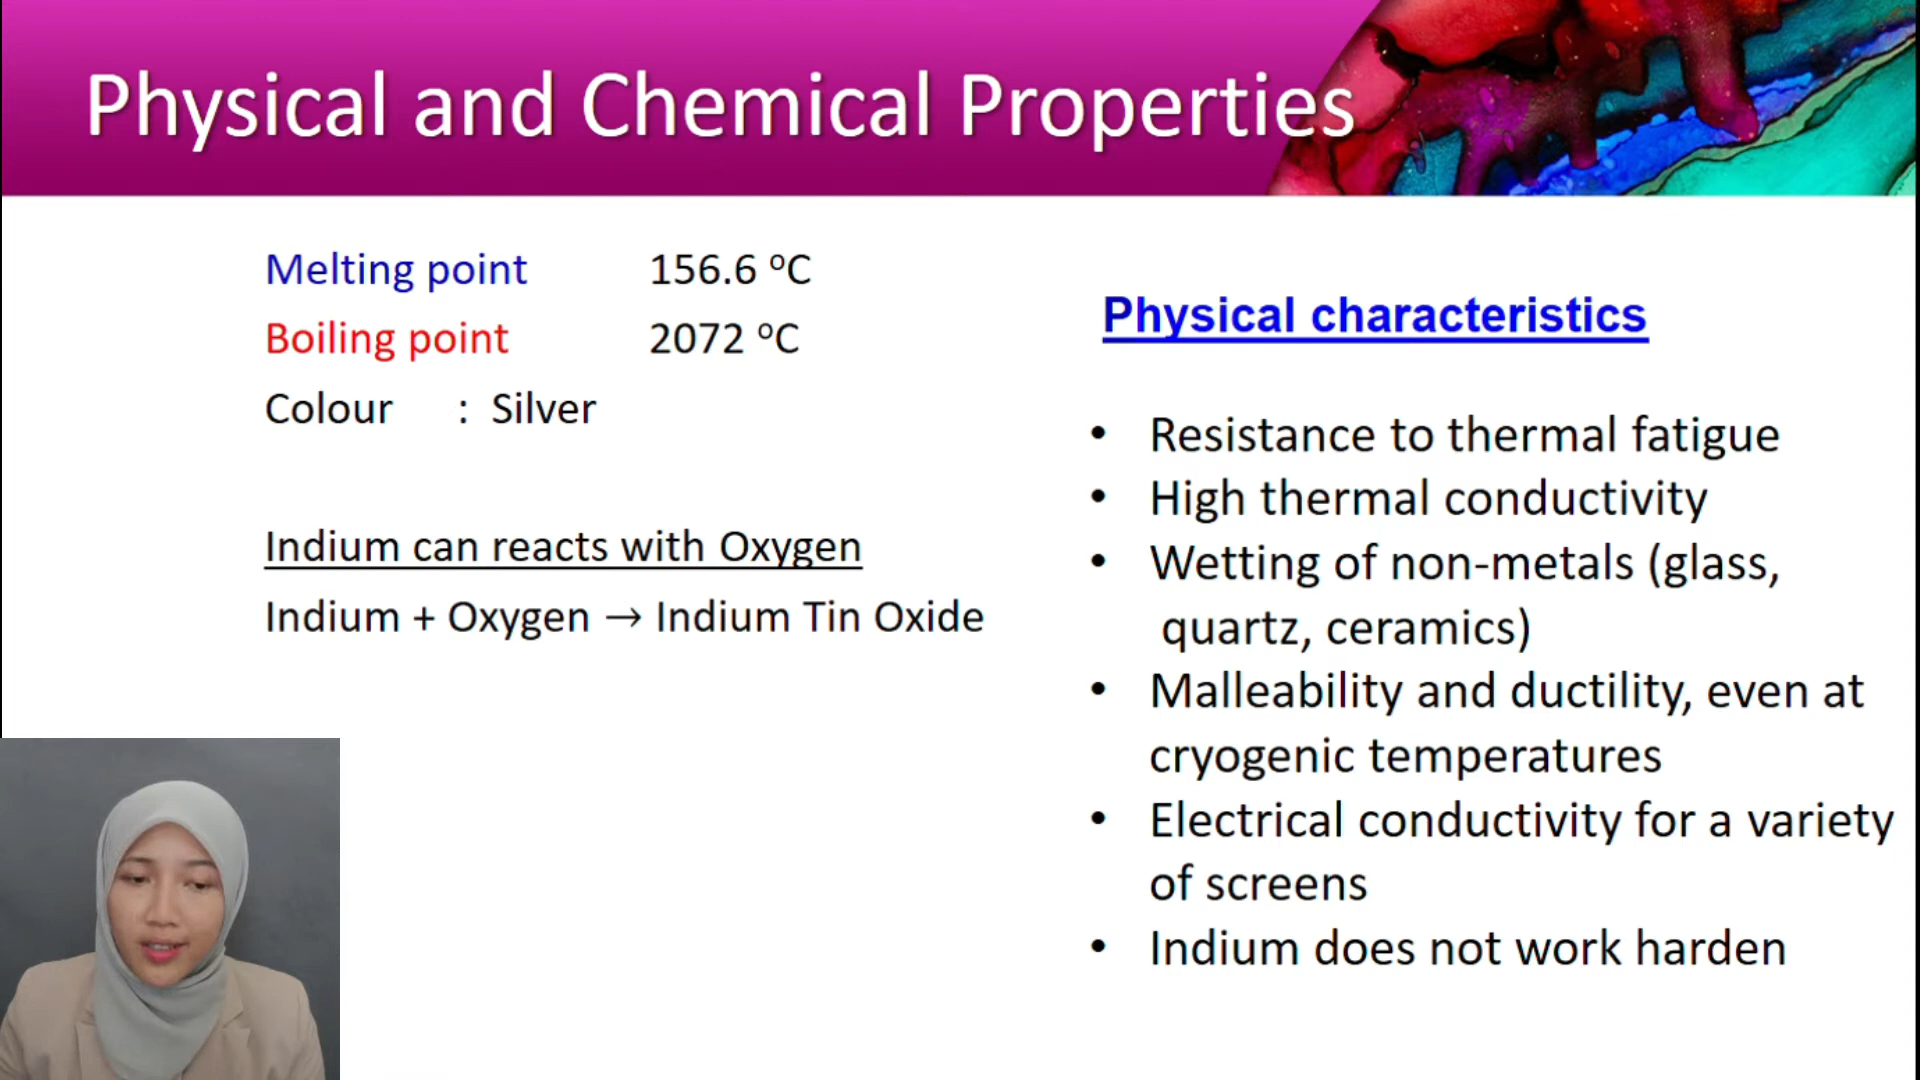 Physical and Chemical Properties
Melting point 156.6 ºC
Boiling point 2072 ºC
Colour : Silver
Indium can reacts with Oxygen
Indium + Oxygen → Indium Tin Oxide
Physical characteristics
• Resistance to thermal fatigue
• High thermal conductivity
• Wetting of non-metals (glass,
quartz, ceramics)
• Malleability and ductility, even at
cryogenic temperatures
• Electrical conductivity for a variety
of screens
• Indium does not work harden